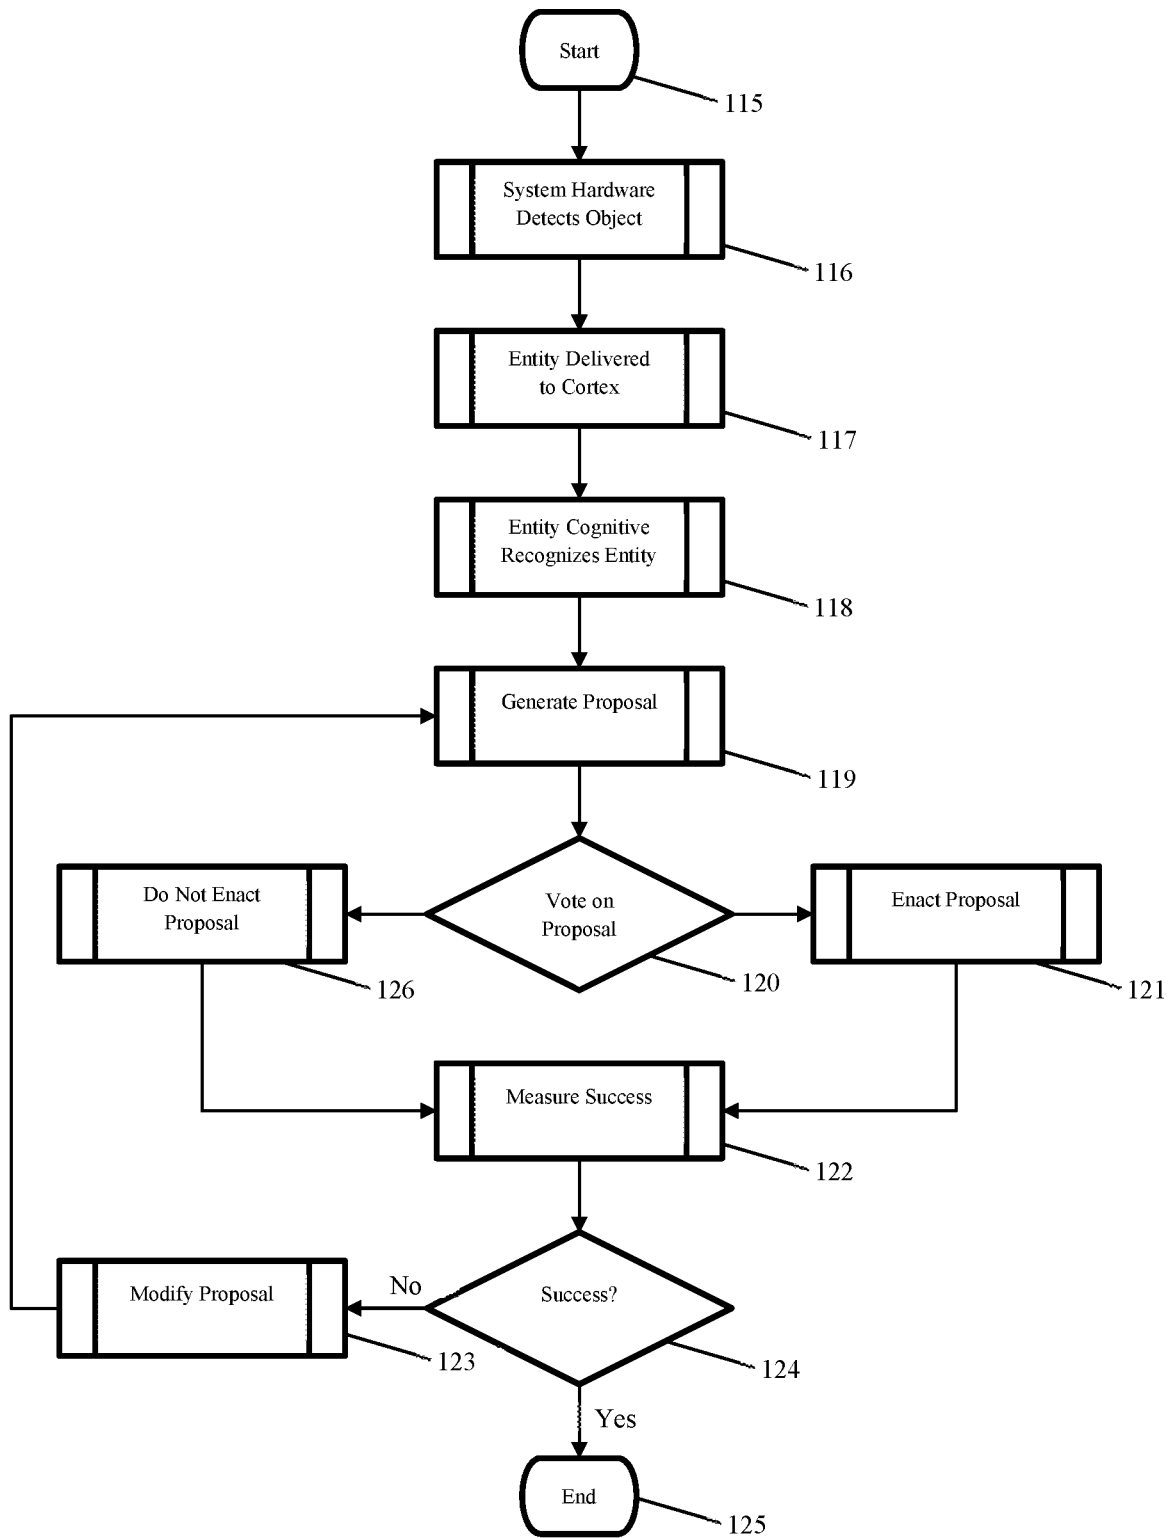 Start
115
System Hardware
Detects Object
116
Entity Delivered
to Cortex
117
Entity Cognitive
Recognizes Entity
118
Generate Proposal
119
Do Not Enact
Proposal
126
Vote on
Proposal
120
Enact Proposal
121
Measure Success
122
Modify Proposal
123
No
Success?
124
Yes
End
125